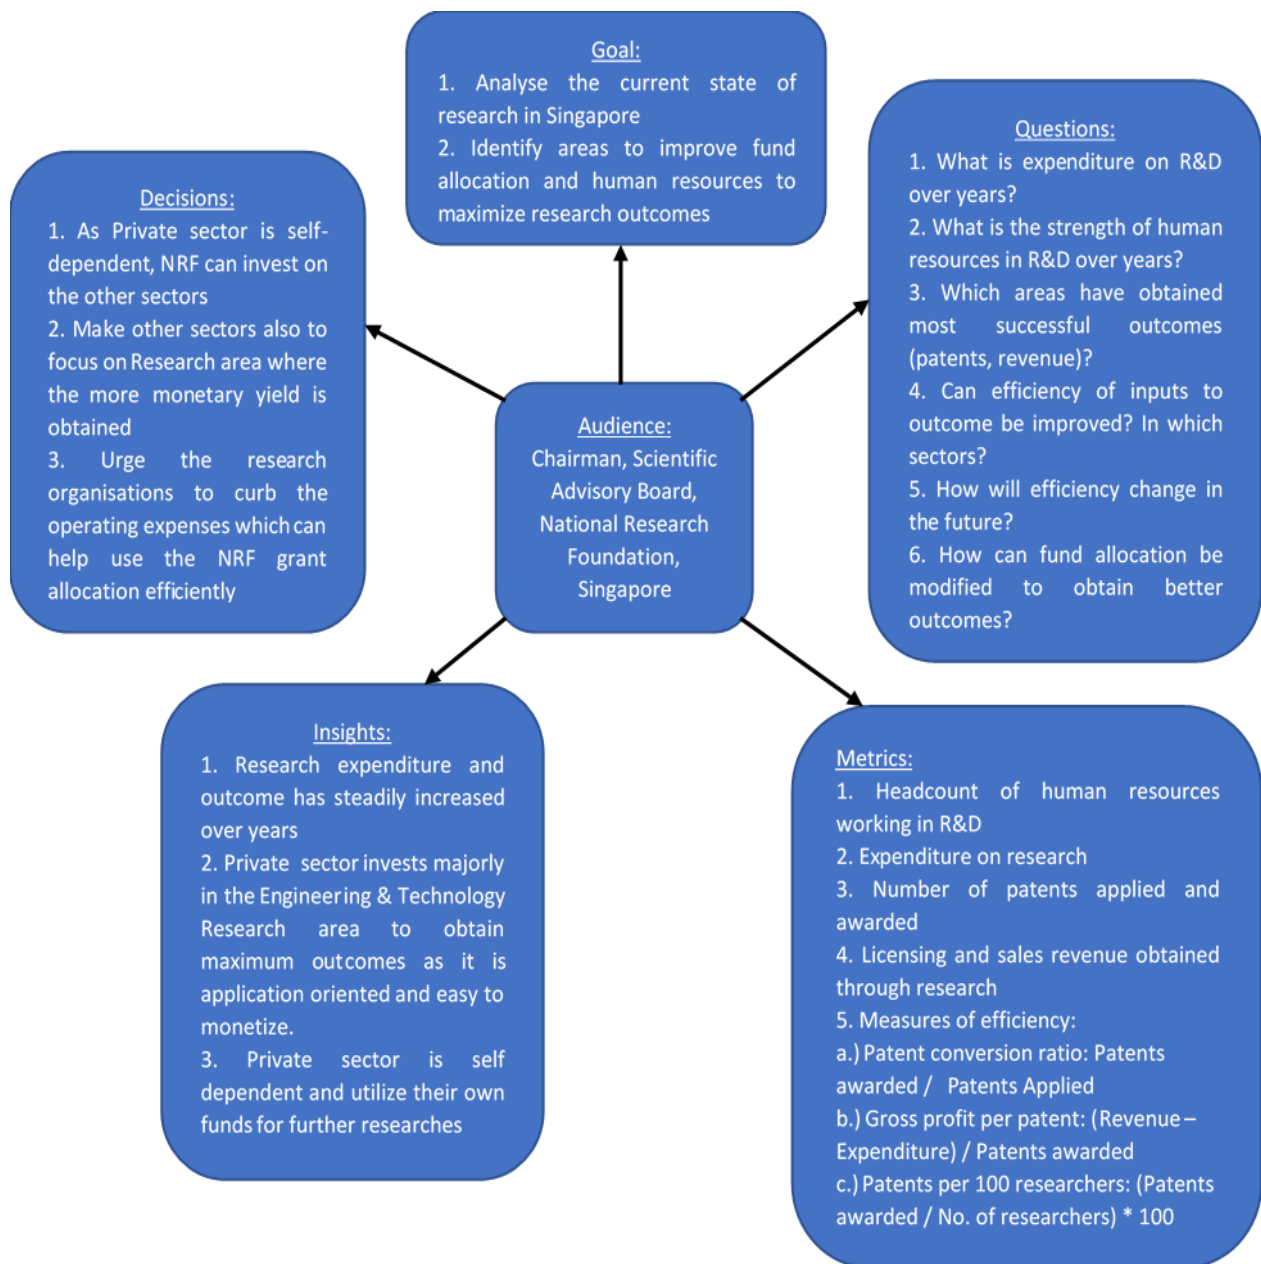 Goal:
1. Analyse the current state of
research in Singapore
2. Identify areas to improve fund
allocation and human resources to
maximize research outcomes
Questions:
1. What is expenditure on R&D
over years?
2. What is the strength of human
resources in R&D over years?
3. Which areas have obtained
most successful outcomes
(patents, revenue)?
4. Can efficiency of inputs to
outcome be improved? In which
sectors?
5. How will efficiency change in
the future?
6. How can fund allocation be
modified to obtain better
outcomes?
Decisions:
1. As Private sector is self-
dependent, NRF can invest on
the other sectors
2. Make other sectors also to
focus on Research area where
the more monetary yield is
obtained
3. Urge the research
organisations to curb the
operating expenses which can
help use the NRF grant
allocation efficiently
Audience:
Chairman, Scientific
Advisory Board,
National Research
Foundation,
Singapore
Insights:
1. Research expenditure and
outcome has steadily increased
over years
2. Private sector invests majorly
in the Engineering & Technology
Research area to obtain
maximum outcomes as it is
application oriented and easy to
monetize.
3. Private sector is self
dependent and utilize their own
funds for further researches
Metrics:
1. Headcount of human resources
working in R&D
2. Expenditure on research
3. Number of patents applied and
awarded
4. Licensing and sales revenue obtained
through research
5. Measures of efficiency:
a.) Patent conversion ratio: Patents
awarded / Patents Applied
b.) Gross profit per patent: (Revenue –
Expenditure) / Patents awarded
c.) Patents per 100 researchers: (Patents
awarded / No. of researchers) * 100